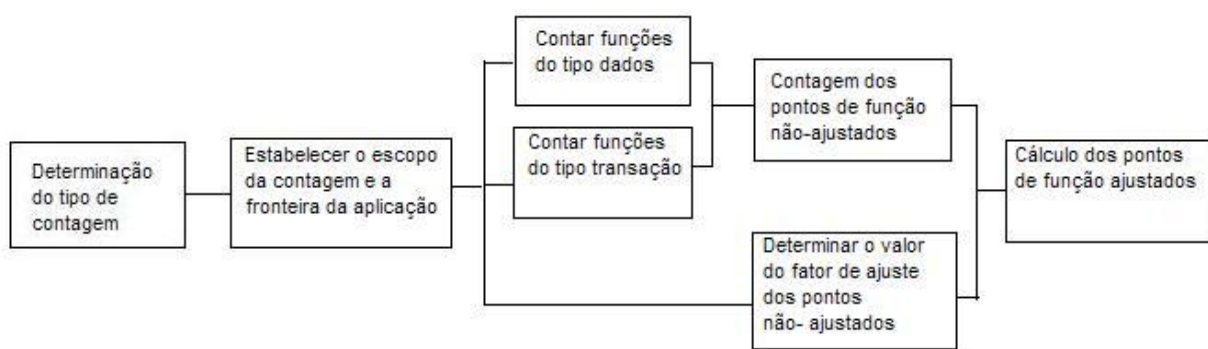 Determinação
do tipo de
contagem
Estabelecer o escopo
da contagem e a
fronteira da aplicação
Contar funções
do tipo dados
Contar funções
do tipo transação
Contagem dos
pontos de função
não-ajustados
Determinar o valor
do fator de ajuste
dos pontos
não- ajustados
Cálculo dos pontos
de função ajustados